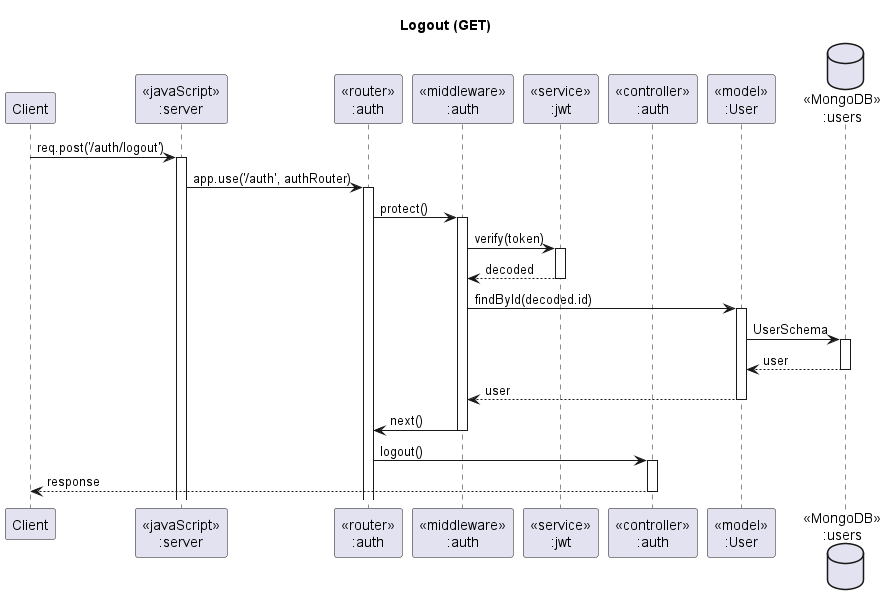 Logout (GET)
Client
«javaScript»
:server
«router»
:auth
«middleware»
:auth
«service»
:jwt
«controller»
:auth
«model»
:User
«MongoDB»
:users
req.post('/auth/logout')
app.use('/auth', authRouter)
protect()
verify(token)
decoded
findById(decoded.id)
UserSchema
user
user
next()
logout()
response
Client
«javaScript»
:server
«router»
:auth
«middleware»
:auth
«service»
:jwt
«controller»
:auth
«model»
:User
«MongoDB»
:users